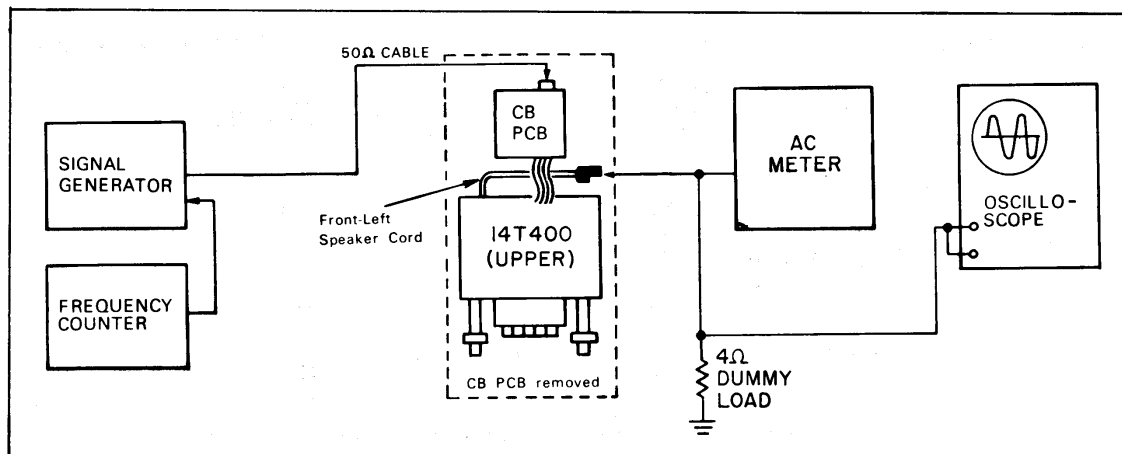 50Ω CABLE
SIGNAL
GENERATOR
FREQUENCY
COUNTER
CB
PCB
Front-Left
Speaker Cord
14T400
(UPPER)
CB PCB removed
AC
METER
4Ω
DUMMY
LOAD
OSCILLO-
SCOPE